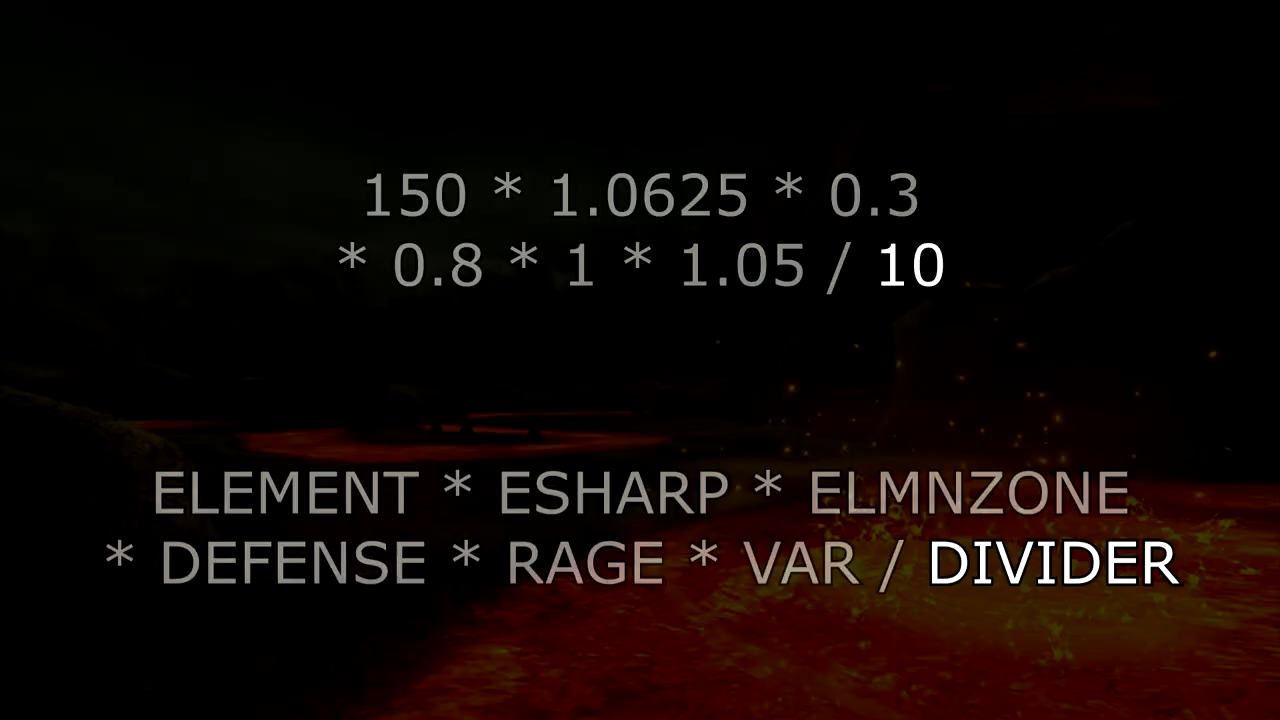 150 * 1.0625 * 0.3
* 0.8 * 1 * 1.05 / 10
ELEMENT * ESHARP * ELMNZONE
* DEFENSE * RAGE * VAR / DIVIDER